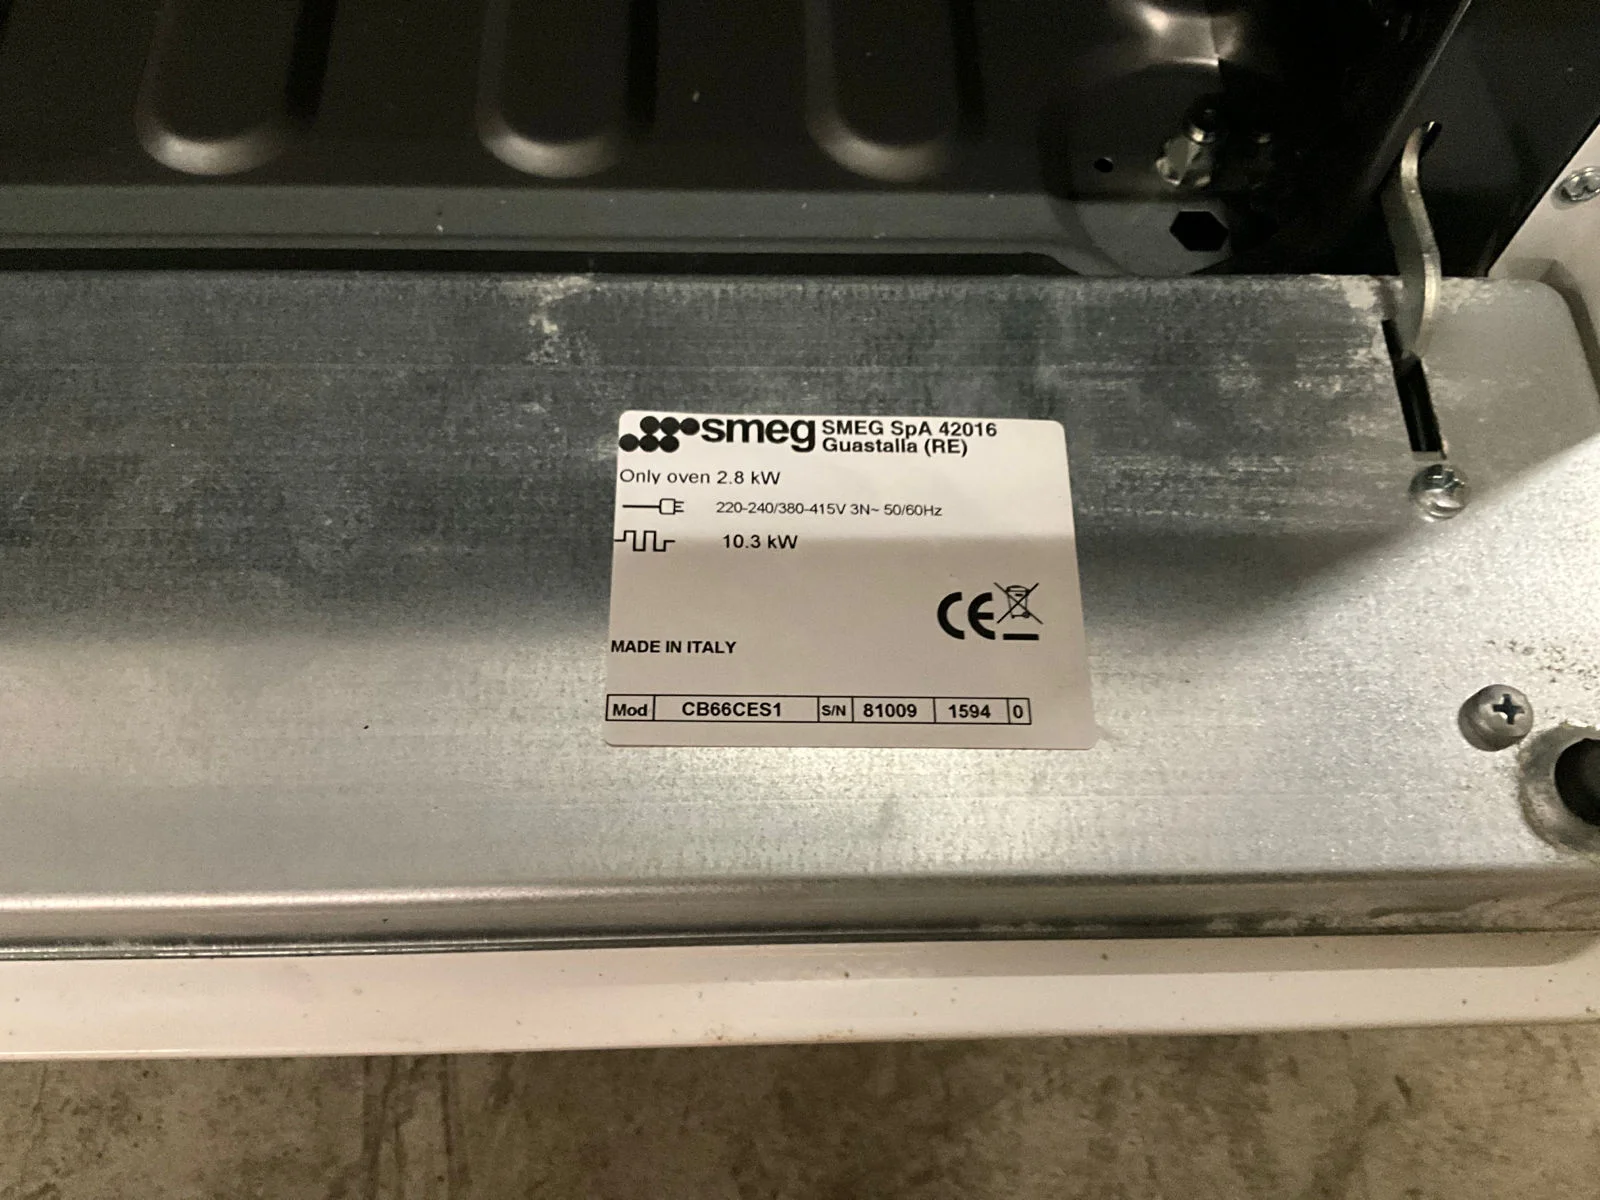 smeg SMEG SpA 42016
Guastalla (RE)
Only oven 2.8 kW
220-240/380-415V 3N~ 50/60Hz
10.3 kW
CE
MADE IN ITALY
Mod CB66CES1 S/N 81009 1594 0